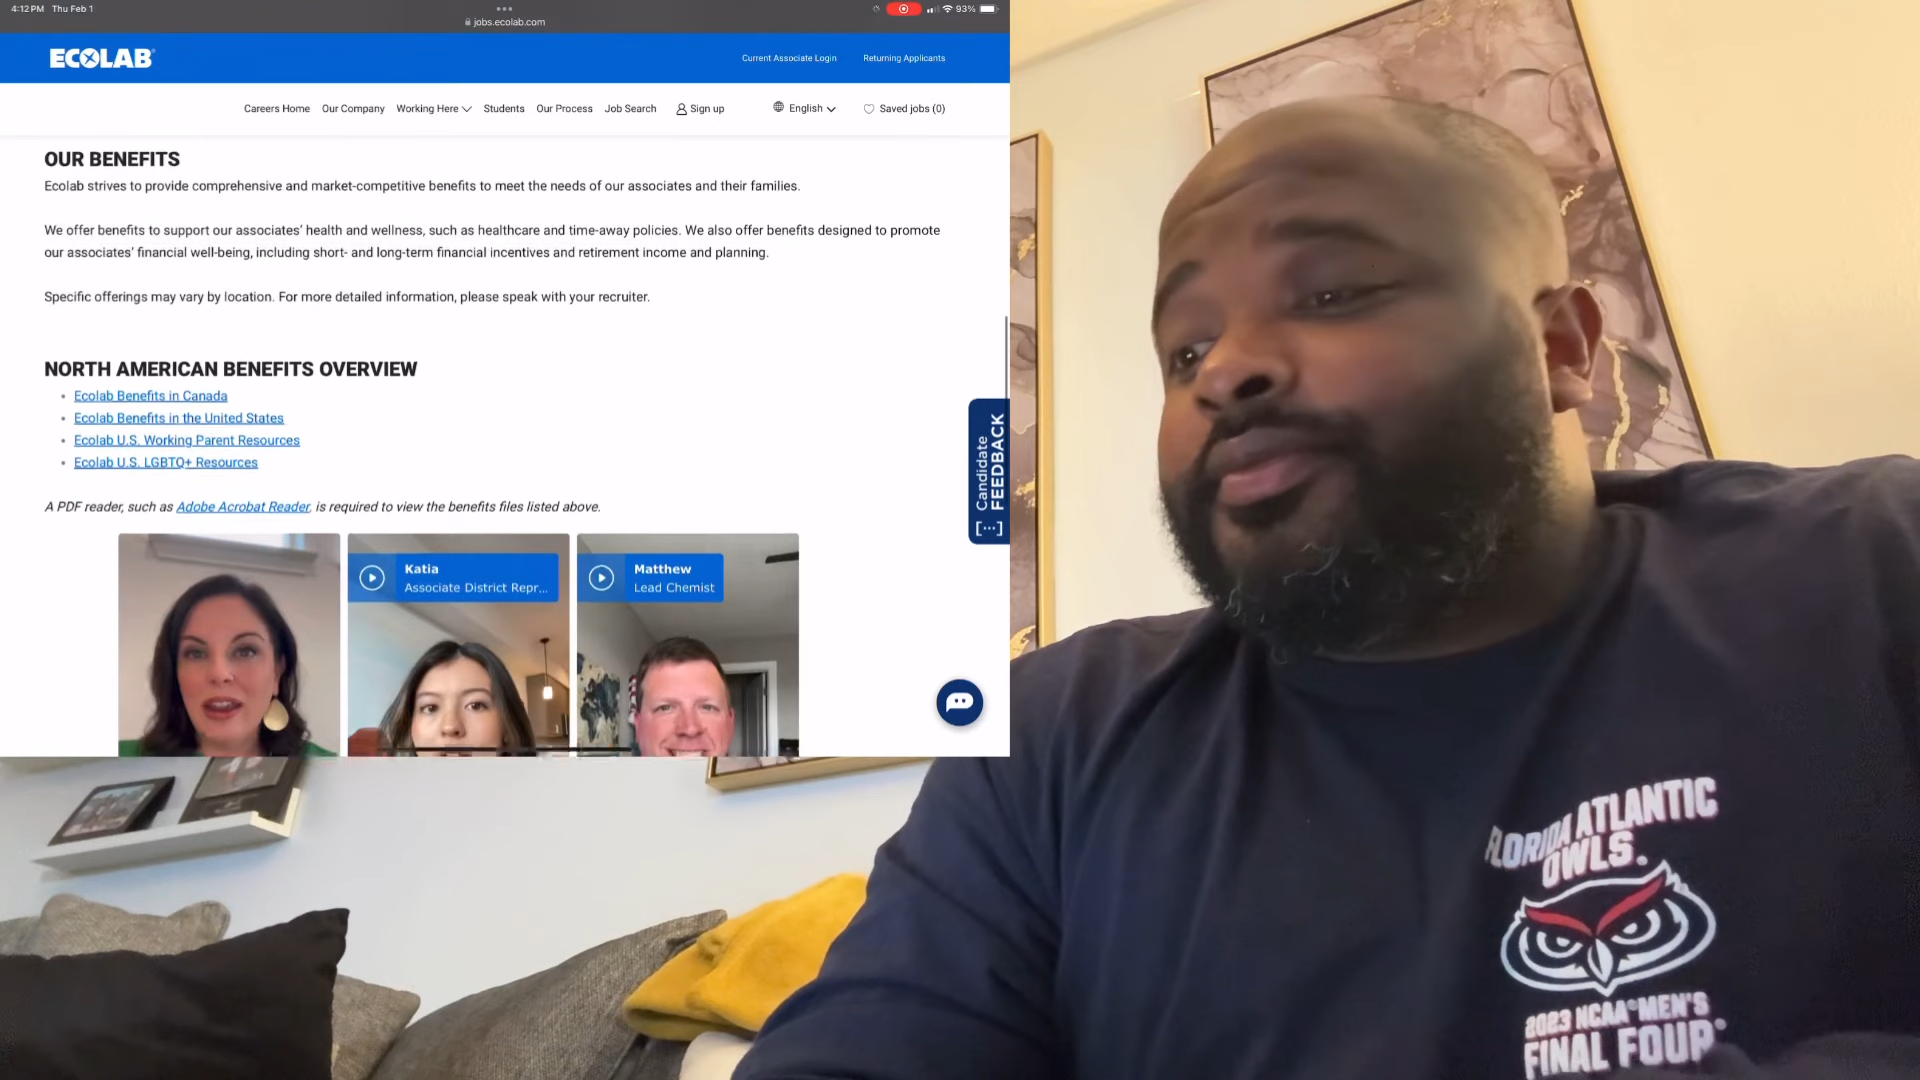 4:12 PM Thu Feb 1
jobs.ecolab.com
93%
ECOLAB
Current Associate Login
Returning Applicants
Careers Home
Our Company
Working Here
Students
Our Process
Job Search
Sign up
English
Saved jobs (0)
OUR BENEFITS
Ecolab strives to provide comprehensive and market-competitive benefits to meet the needs of our associates and their families.
We offer benefits to support our associates' health and wellness, such as healthcare and time-away policies. We also offer benefits designed to promote
our associates' financial well-being, including short- and long-term financial incentives and retirement income and planning.
Specific offerings may vary by location. For more detailed information, please speak with your recruiter.
NORTH AMERICAN BENEFITS OVERVIEW
Ecolab Benefits in Canada
Ecolab Benefits in the United States
Ecolab U.S. Working Parent Resources
Ecolab U.S. LGBTQ+ Resources
A PDF reader, such as Adobe Acrobat Reader, is required to view the benefits files listed above.
Candidate
FEEDBACK
Katia
Associate District Repr...
Matthew
Lead Chemist
FLORIDA ATLANTIC
OWLS.
2023 NCAA® MEN'S
FINAL FOUR®